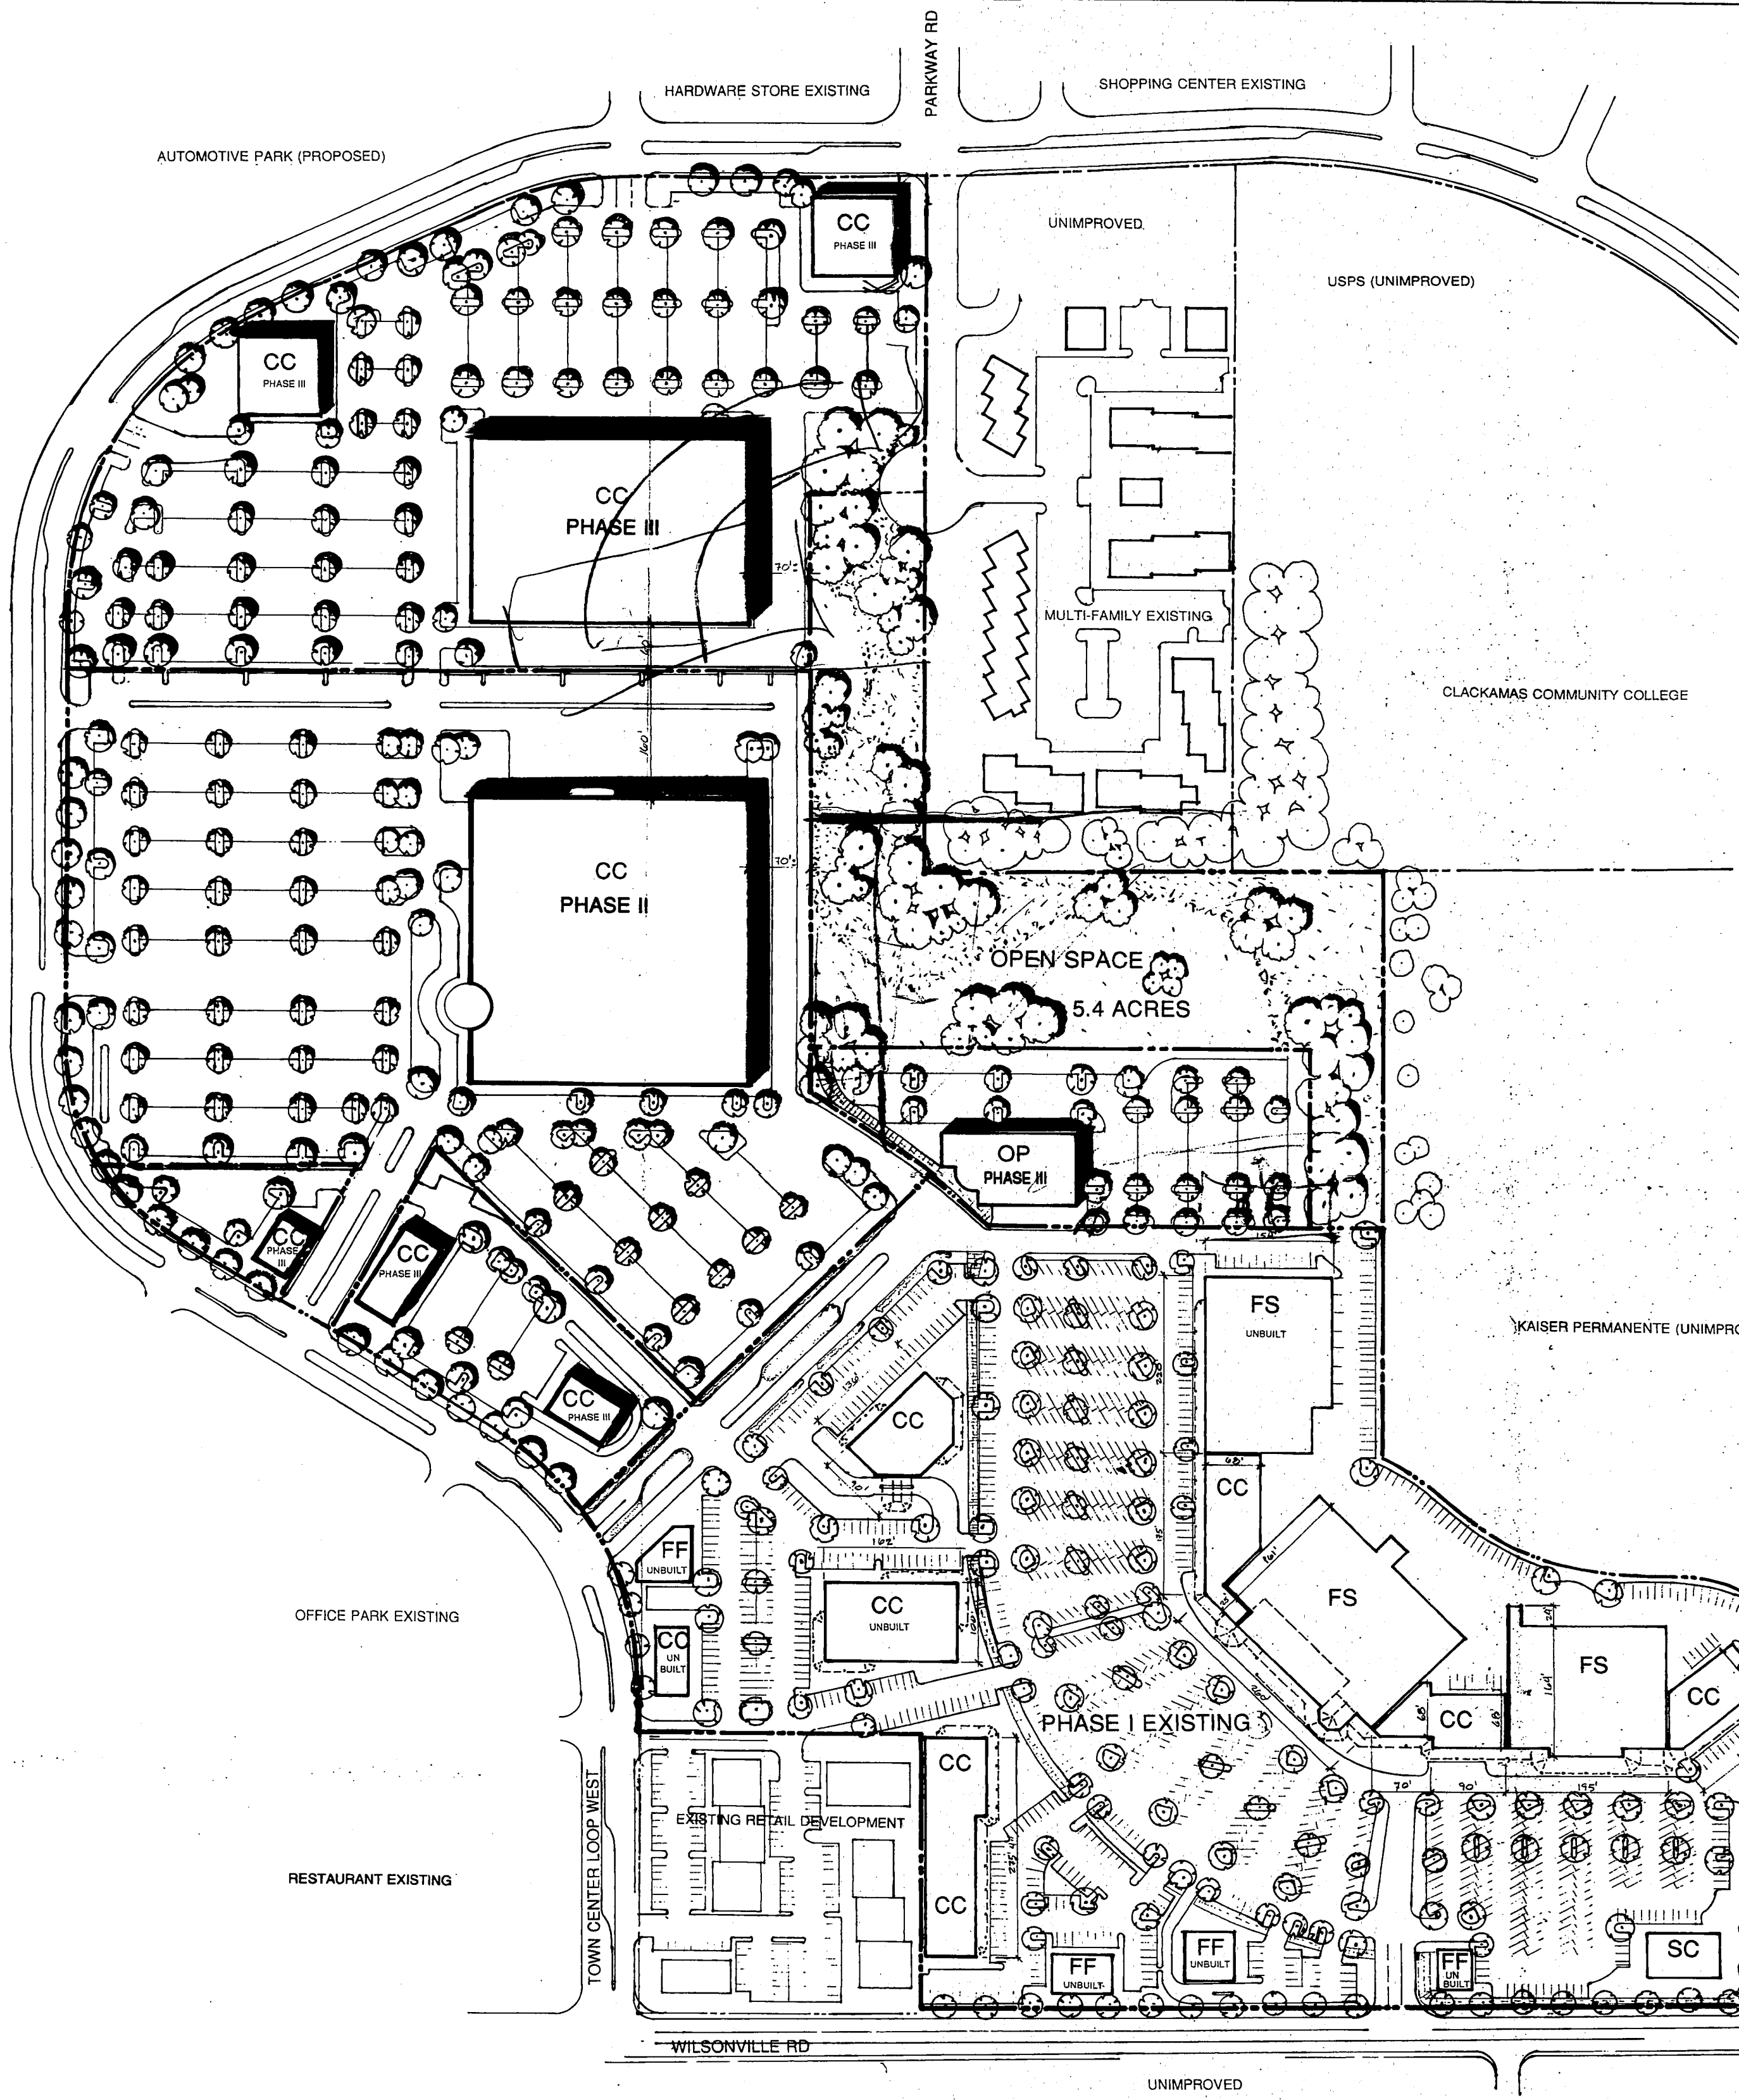 PARKWAY RD
HARDWARE STORE EXISTING
SHOPPING CENTER EXISTING
AUTOMOTIVE PARK (PROPOSED)
CC
PHASE III
UNIMPROVED
USPS (UNIMPROVED)
CC
PHASE III
CC
PHASE III
70'±
MULTI-FAMILY EXISTING
CLACKAMAS COMMUNITY COLLEGE
160'
CC
PHASE II
70'±
OPEN SPACE
5.4 ACRES
OP
PHASE III
CC
PHASE
III
CC
PHASE III
CC
PHASE III
FS
UNBUILT
KAISER PERMANENTE (UNIMPRO
CC
68'
CC
FF
UNBUILT
162'
CC
UNBUILT
FS
OFFICE PARK EXISTING
CC
UN
BUILT
FS
164'
CC
68'
CC
68'
PHASE I EXISTING
70'
90'
195'
CC
EXISTING RETAIL DEVELOPMENT
TOWN CENTER LOOP WEST
RESTAURANT EXISTING
CC
FF
UNBUILT
FF
UNBUILT
FF
UN
BUILT
SC
WILSONVILLE RD
UNIMPROVED